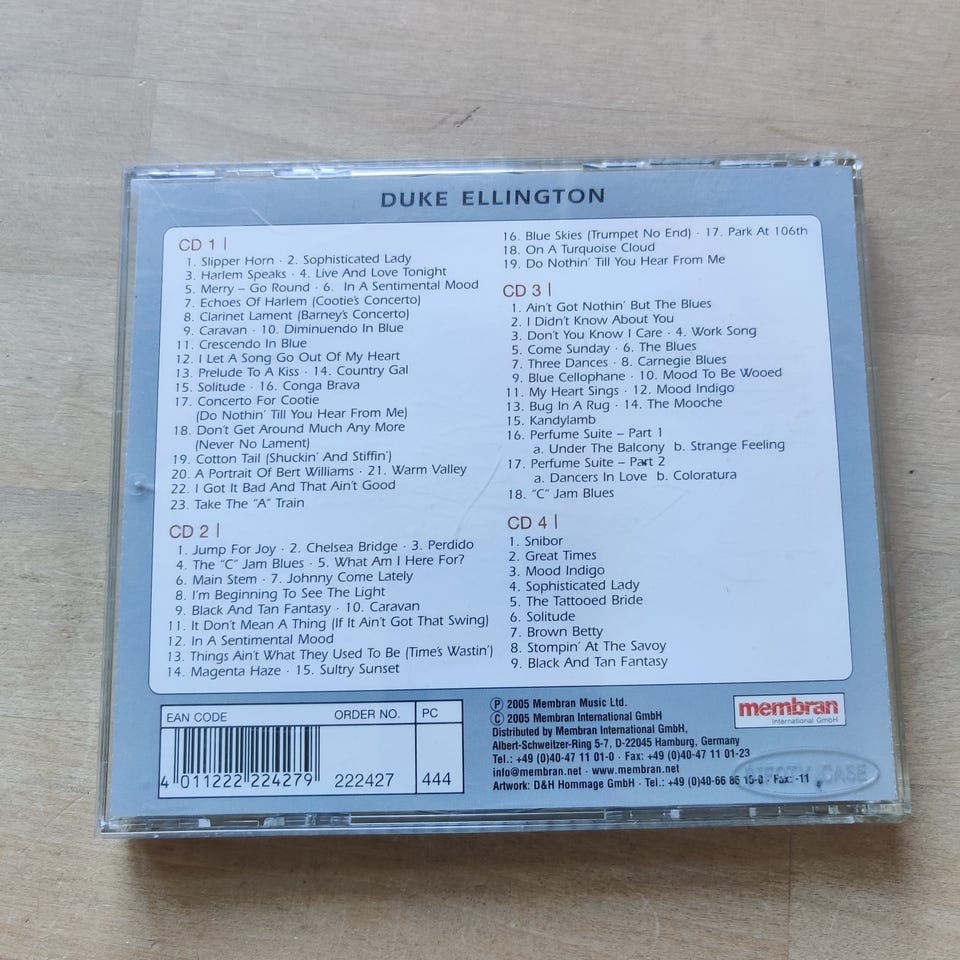 DUKE ELLINGTON
CD 1 |
1. Slipper Horn · 2. Sophisticated Lady
3. Harlem Speaks · 4. Live And Love Tonight
5. Merry – Go Round · 6. In A Sentimental Mood
7. Echoes Of Harlem (Cootie's Concerto)
8. Clarinet Lament (Barney's Concerto)
9. Caravan · 10. Diminuendo In Blue
11. Crescendo In Blue
12. I Let A Song Go Out Of My Heart
13. Prelude To A Kiss · 14. Country Gal
15. Solitude · 16. Conga Brava
17. Concerto For Cootie
(Do Nothin' Till You Hear From Me)
18. Don't Get Around Much Any More
(Never No Lament)
19. Cotton Tail (Shuckin' And Stiffin')
20. A Portrait Of Bert Williams · 21. Warm Valley
22. I Got It Bad And That Ain't Good
23. Take The "A" Train
CD 2 |
1. Jump For Joy · 2. Chelsea Bridge · 3. Perdido
4. The "C" Jam Blues · 5. What Am I Here For?
6. Main Stem · 7. Johnny Come Lately
8. I'm Beginning To See The Light
9. Black And Tan Fantasy · 10. Caravan
11. It Don't Mean A Thing (If It Ain't Got That Swing)
12. In A Sentimental Mood
13. Things Ain't What They Used To Be (Time's Wastin')
14. Magenta Haze · 15. Sultry Sunset
16. Blue Skies (Trumpet No End) · 17. Park At 106th
18. On A Turquoise Cloud
19. Do Nothin' Till You Hear From Me
CD 3 |
1. Ain't Got Nothin' But The Blues
2. I Didn't Know About You
3. Don't You Know I Care · 4. Work Song
5. Come Sunday · 6. The Blues
7. Three Dances · 8. Carnegie Blues
9. Blue Cellophane · 10. Mood To Be Wooed
11. My Heart Sings · 12. Mood Indigo
13. Bug In A Rug · 14. The Mooche
15. Kandylamb
16. Perfume Suite – Part 1
a. Under The Balcony b. Strange Feeling
17. Perfume Suite – Part 2
a. Dancers In Love b. Coloratura
18. "C" Jam Blues
CD 4 |
1. Snibor
2. Great Times
3. Mood Indigo
4. Sophisticated Lady
5. The Tattooed Bride
6. Solitude
7. Brown Betty
8. Stompin' At The Savoy
9. Black And Tan Fantasy
EAN CODE ORDER NO. PC
4 011222 224279 222427 444
℗ 2005 Membran Music Ltd.
© 2005 Membran International GmbH
Distributed by Membran International GmbH,
Albert-Schweitzer-Ring 5-7, D-22045 Hamburg, Germany
Tel.: +49 (0)40-47 11 01-0 · Fax: +49 (0)40-47 11 01-23
info@membran.net · www.membran.net
Artwork: D&H Hommage GmbH · Tel.: +49 (0)40-66 86 Fax: -11
membran
International GmbH
CASE